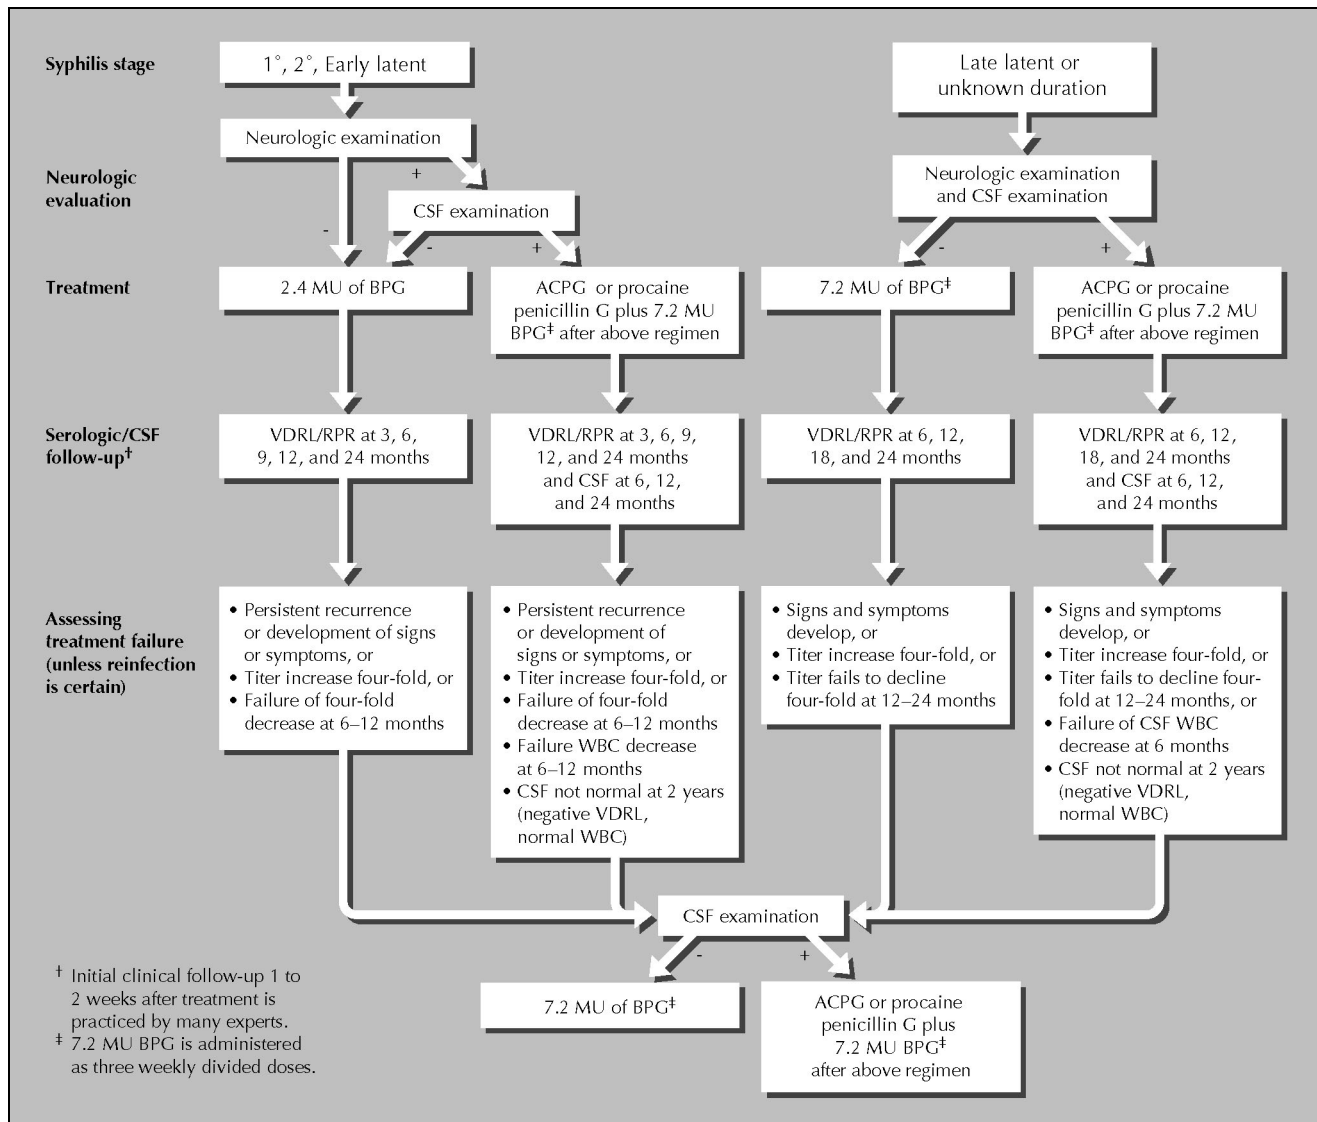 Syphilis stage
1°, 2°, Early latent
Late latent or
unknown duration
Neurologic
evaluation
Neurologic examination
+
CSF examination
-
-
+
Neurologic examination
and CSF examination
-
+
Treatment
2.4 MU of BPG
ACPG or procaine
penicillin G plus 7.2 MU
BPG‡ after above regimen
7.2 MU of BPG‡
ACPG or procaine
penicillin G plus 7.2 MU
BPG‡ after above regimen
Serologic/CSF
follow-up†
VDRL/RPR at 3, 6,
9, 12, and 24 months
VDRL/RPR at 3, 6, 9,
12, and 24 months
and CSF at 6, 12,
and 24 months
VDRL/RPR at 6, 12,
18, and 24 months
VDRL/RPR at 6, 12,
18, and 24 months
and CSF at 6, 12,
and 24 months
Assessing
treatment failure
(unless reinfection
is certain)
• Persistent recurrence
or development of signs
or symptoms, or
• Titer increase four-fold, or
• Failure of four-fold
decrease at 6–12 months
• Persistent recurrence
or development of
signs or symptoms, or
• Titer increase four-fold, or
• Failure of four-fold
decrease at 6–12 months
• Failure WBC decrease
at 6–12 months
• CSF not normal at 2 years
(negative VDRL,
normal WBC)
• Signs and symptoms
develop, or
• Titer increase four-fold, or
• Titer fails to decline
four-fold at 12–24 months
• Signs and symptoms
develop, or
• Titer increase four-fold, or
• Titer fails to decline four-
fold at 12–24 months, or
• Failure of CSF WBC
decrease at 6 months
• CSF not normal at 2 years
(negative VDRL,
normal WBC)
CSF examination
-
+
7.2 MU of BPG‡
ACPG or procaine
penicillin G plus
7.2 MU BPG‡
after above regimen
† Initial clinical follow-up 1 to
2 weeks after treatment is
practiced by many experts.
‡ 7.2 MU BPG is administered
as three weekly divided doses.